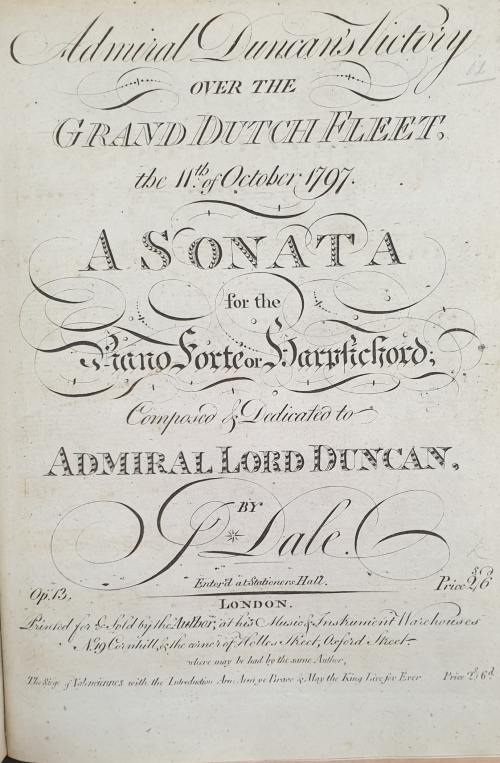 Admiral Duncan's Victory
OVER THE
GRAND DUTCH FLEET,
the 11.th of October 1797.
A SONATA
for the
Piano Forte or Harpsichord;
Composed & Dedicated to
ADMIRAL LORD DUNCAN,
BY
J. Dale.
Enter'd at Stationers Hall.
Op. 13, Price 2s 6d
LONDON.
Printed for & Sold by the Author, at his Music & Instrument Warehouses
No. 19 Cornhill, & the corner of Holles Street, Oxford Street.
where may be had by the same Author,
The Siege of Valenciennes with the Introduction Arm Arm ye Brave & May the King Live for Ever Price 2s 6d